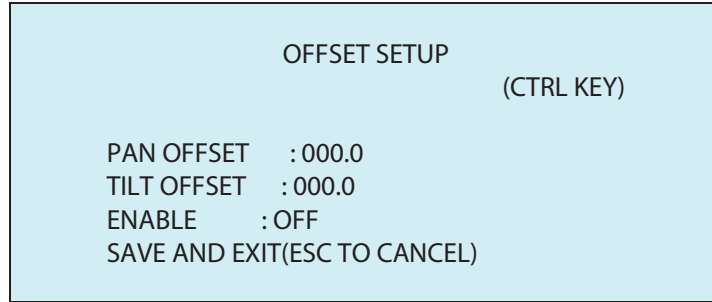 OFFSET SETUP
(CTRL KEY)
PAN OFFSET : 000.0
TILT OFFSET : 000.0
ENABLE : OFF
SAVE AND EXIT(ESC TO CANCEL)